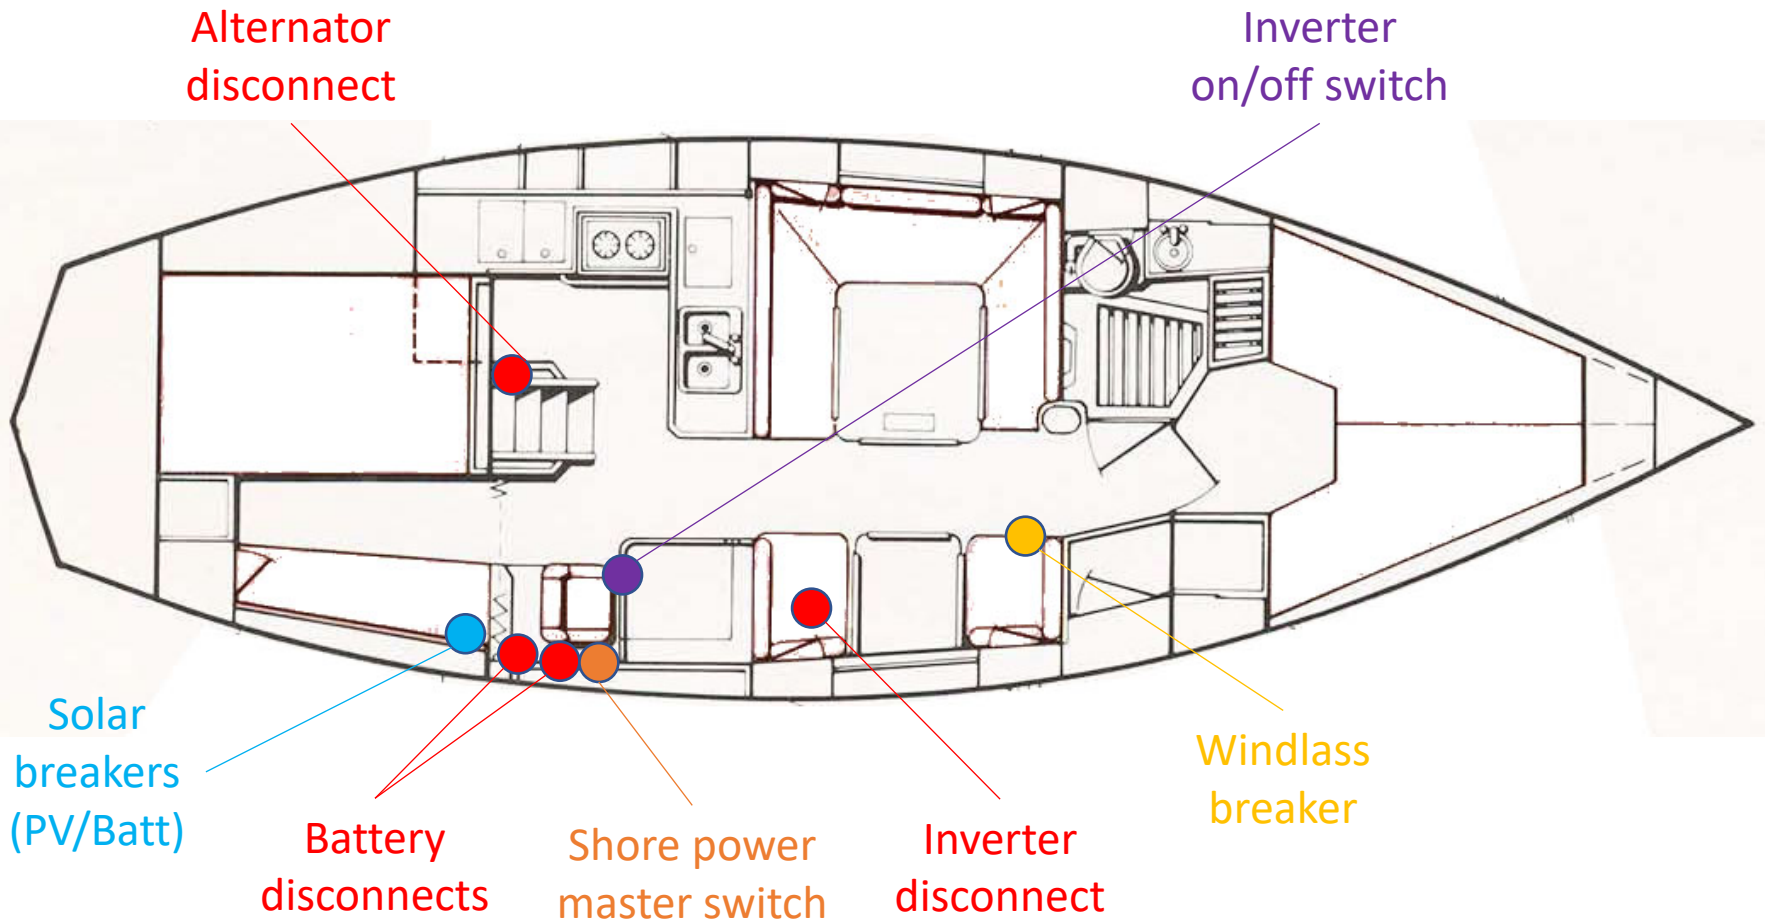 Alternator
disconnect
Inverter
on/off switch
Solar
breakers
(PV/Batt)
Battery
disconnects
Shore power
master switch
Inverter
disconnect
Windlass
breaker